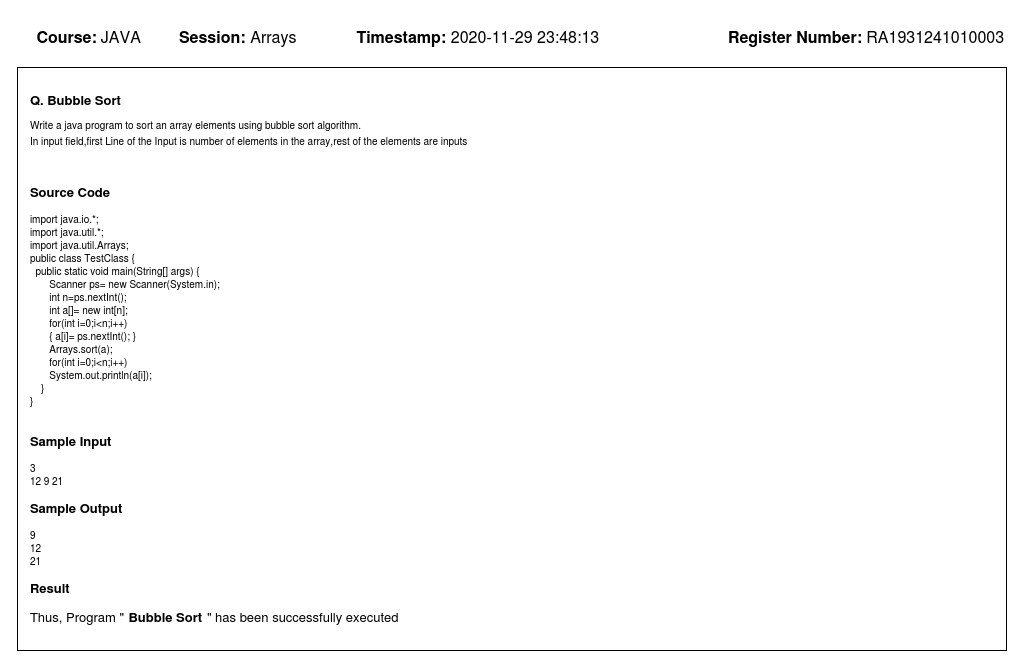 Course: JAVA Session: Arrays Timestamp: 2020-11-29 23:48:13 Register Number: RA1931241010003
Q. Bubble Sort
Write a java program to sort an array elements using bubble sort algorithm.
In input field,first Line of the Input is number of elements in the array,rest of the elements are inputs
Source Code
import java.io.*;
import java.util.*;
import java.util.Arrays;
public class TestClass {
  public static void main(String[] args) {
       Scanner ps= new Scanner(System.in);
       int n=ps.nextInt();
       int a[]= new int[n];
       for(int i=0;i<n;i++)
       { a[i]= ps.nextInt(); }
       Arrays.sort(a);
       for(int i=0;i<n;i++)
       System.out.println(a[i]);
    }
}
Sample Input
3
12 9 21
Sample Output
9
12
21
Result
Thus, Program " Bubble Sort " has been successfully executed